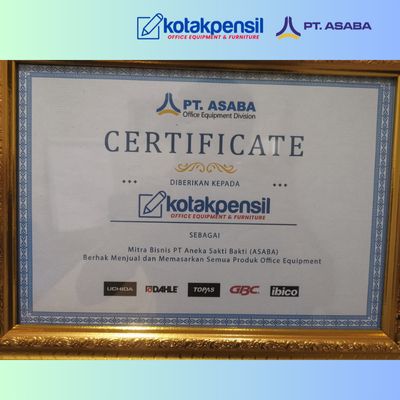 kotakpensil PT. ASABA
OFFICE EQUIPMENT & FURNITURE
PT. ASABA
Office Equipment Division
CERTIFICATE
DIBERIKAN KEPADA
kotakpensil
OFFICE EQUIPMENT & FURNITURE
SEBAGAI
Mitra Bisnis PT Aneka Sakti Bakti (ASABA)
Berhak Menjual dan Memasarkan Semua Produk Office Equipment
UCHIDA DAHLE TOPAS GBC ibico